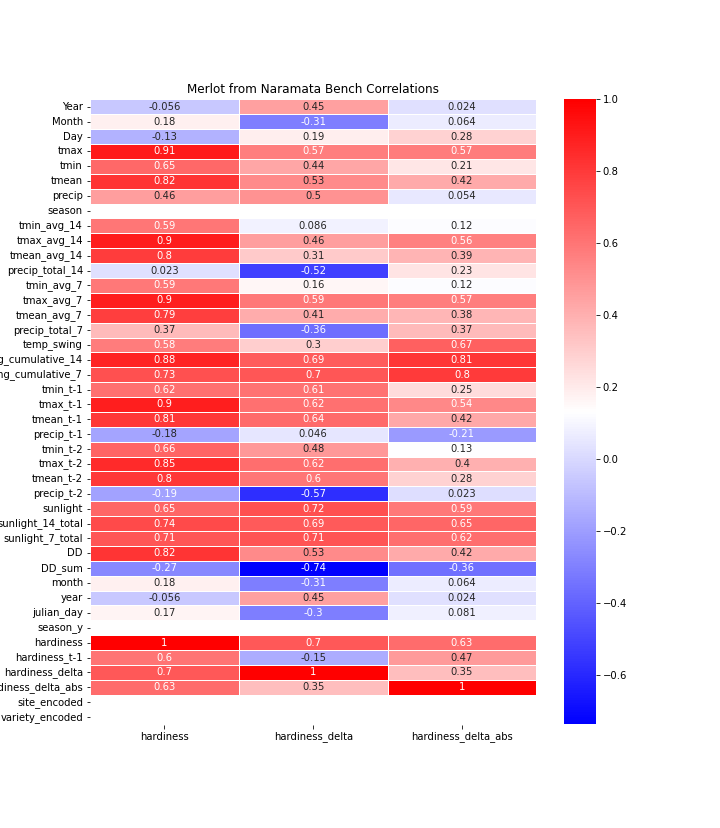 Merlot from Naramata Bench Correlations
Year -0.056 0.45 0.024 1.0
Month 0.18 -0.31 0.064
Day -0.13 0.19 0.28
tmax 0.91 0.57 0.57
tmin 0.65 0.44 0.21 0.8
tmean 0.82 0.53 0.42
precip 0.46 0.5 0.054
season
tmin_avg_14 0.59 0.086 0.12
tmax_avg_14 0.9 0.46 0.56 0.6
tmean_avg_14 0.8 0.31 0.39
precip_total_14 0.023 -0.52 0.23
tmin_avg_7 0.59 0.16 0.12
tmax_avg_7 0.9 0.59 0.57
tmean_avg_7 0.79 0.41 0.38 0.4
precip_total_7 0.37 -0.36 0.37
temp_swing 0.58 0.3 0.67
g_cumulative_14 0.88 0.69 0.81
ng_cumulative_7 0.73 0.7 0.8
tmin_t-1 0.62 0.61 0.25 0.2
tmax_t-1 0.9 0.62 0.54
tmean_t-1 0.81 0.64 0.42
precip_t-1 -0.18 0.046 -0.21
tmin_t-2 0.66 0.48 0.13 0.0
tmax_t-2 0.85 0.62 0.4
tmean_t-2 0.8 0.6 0.28
precip_t-2 -0.19 -0.57 0.023
sunlight 0.65 0.72 0.59
sunlight_14_total 0.74 0.69 0.65 −0.2
sunlight_7_total 0.71 0.71 0.62
DD 0.82 0.53 0.42
DD_sum -0.27 -0.74 -0.36
month 0.18 -0.31 0.064
year -0.056 0.45 0.024 −0.4
julian_day 0.17 -0.3 0.081
season_y
hardiness 1 0.7 0.63
hardiness_t-1 0.6 -0.15 0.47
hardiness_delta 0.7 1 0.35 −0.6
diness_delta_abs 0.63 0.35 1
site_encoded
variety_encoded
hardiness hardiness_delta hardiness_delta_abs